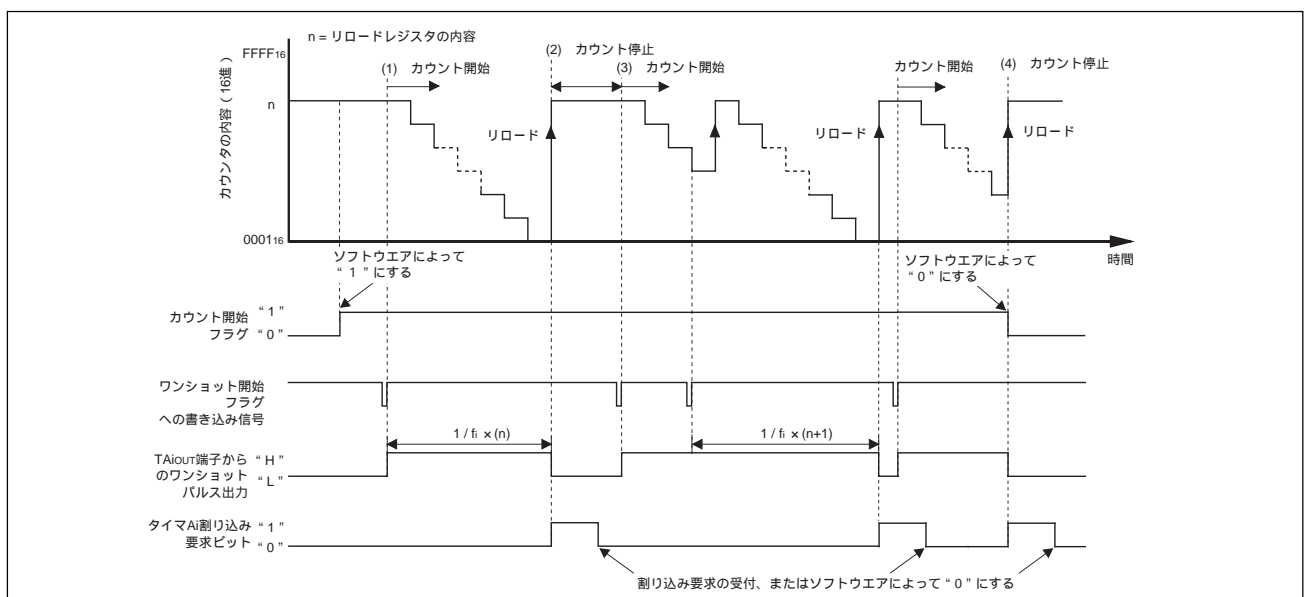 n = リロードレジスタの内容
FFFF16
カウンタの内容（16進）
n
000116
(1) カウント開始
(2) カウント停止
(3) カウント開始
カウント開始
(4) カウント停止
リロード
リロード
リロード
時間
ソフトウエアによって
“ 1 ” にする
ソフトウエアによって
“ 0 ” にする
カウント開始 “ 1 ”
フラグ “ 0 ”
ワンショット開始
フラグ
への書き込み信号
1 / fi × (n)
1 / fi × (n+1)
TAiOUT端子から “ H ”
のワンショット “ L ”
パルス出力
タイマAi割り込み “ 1 ”
要求ビット “ 0 ”
割り込み要求の受付、またはソフトウエアによって “ 0 ” にする